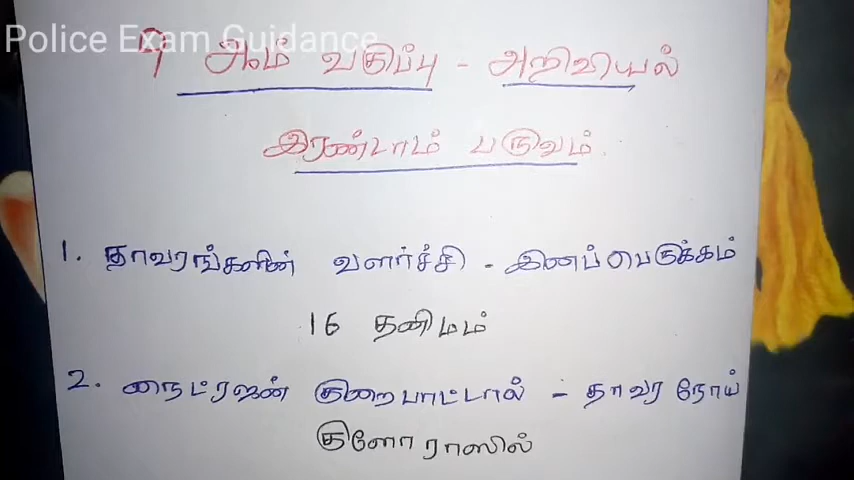 Police Exam Guidance
9 ஆம் வகுப்பு - அறிவியல்
இரண்டாம் பருவம்
1. தாவரங்களின் வளர்ச்சி - இனப்பெருக்கம்
16 தனிமம்
2. நைட்ரஜன் குறைபாட்டால் - தாவர நோய்
குளோராஸில்